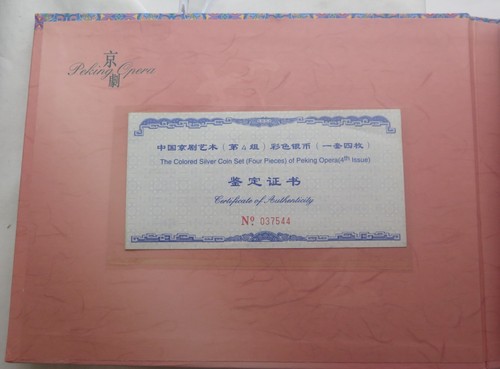 京劇
Peking Opera
中国京剧艺术(第4组)彩色银币(一套四枚)
The Colored Silver Coin Set (Four Pieces) of Peking Opera(4th Issue)
鉴定证书
Certificate of Authenticity
Nº 037544